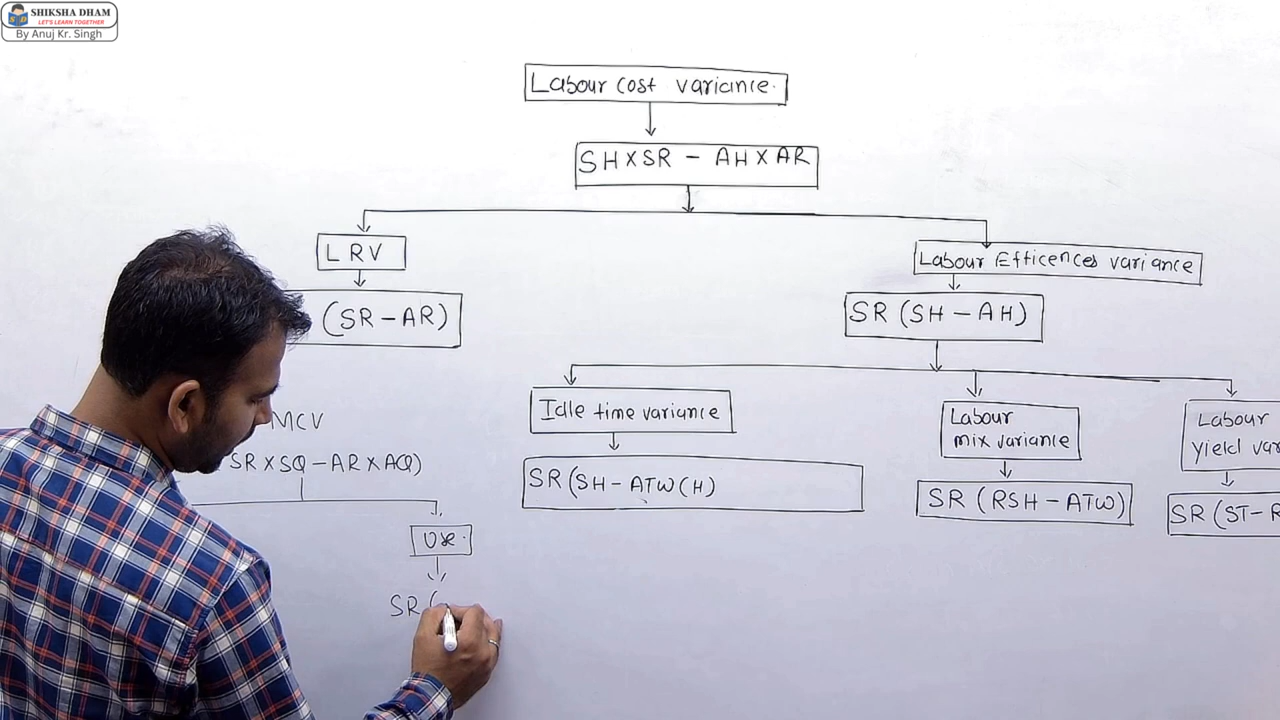 SHIKSHA DHAM
LET'S LEARN TOGETHER
By Anuj Kr. Singh
Labour cost variance.
SH×SR - AH×AR
LRV
(SR-AR)
Labour Efficences variance
SR (SH-AH)
Idle time variance
SR(SH-ATW(H)
Labour
mix variance
SR (RSH-ATW)
Labour
yield var
SR (ST-R
MCV
SR×SQ-AR×AQ)
SR (